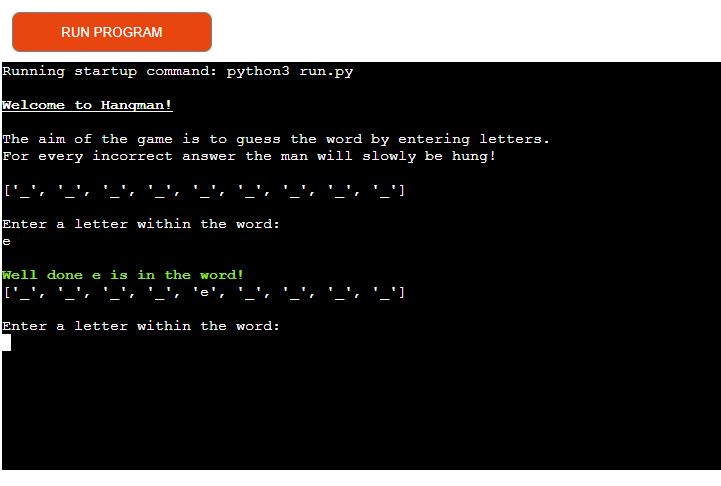 RUN PROGRAM
Running startup command: python3 run.py
Welcome to Hangman!
The aim of the game is to guess the word by entering letters.
For every incorrect answer the man will slowly be hung!
['_', '_', '_', '_', '_', '_', '_', '_', '_']
Enter a letter within the word:
e
Well done e is in the word!
['_', '_', '_', '_', 'e', '_', '_', '_', '_']
Enter a letter within the word: